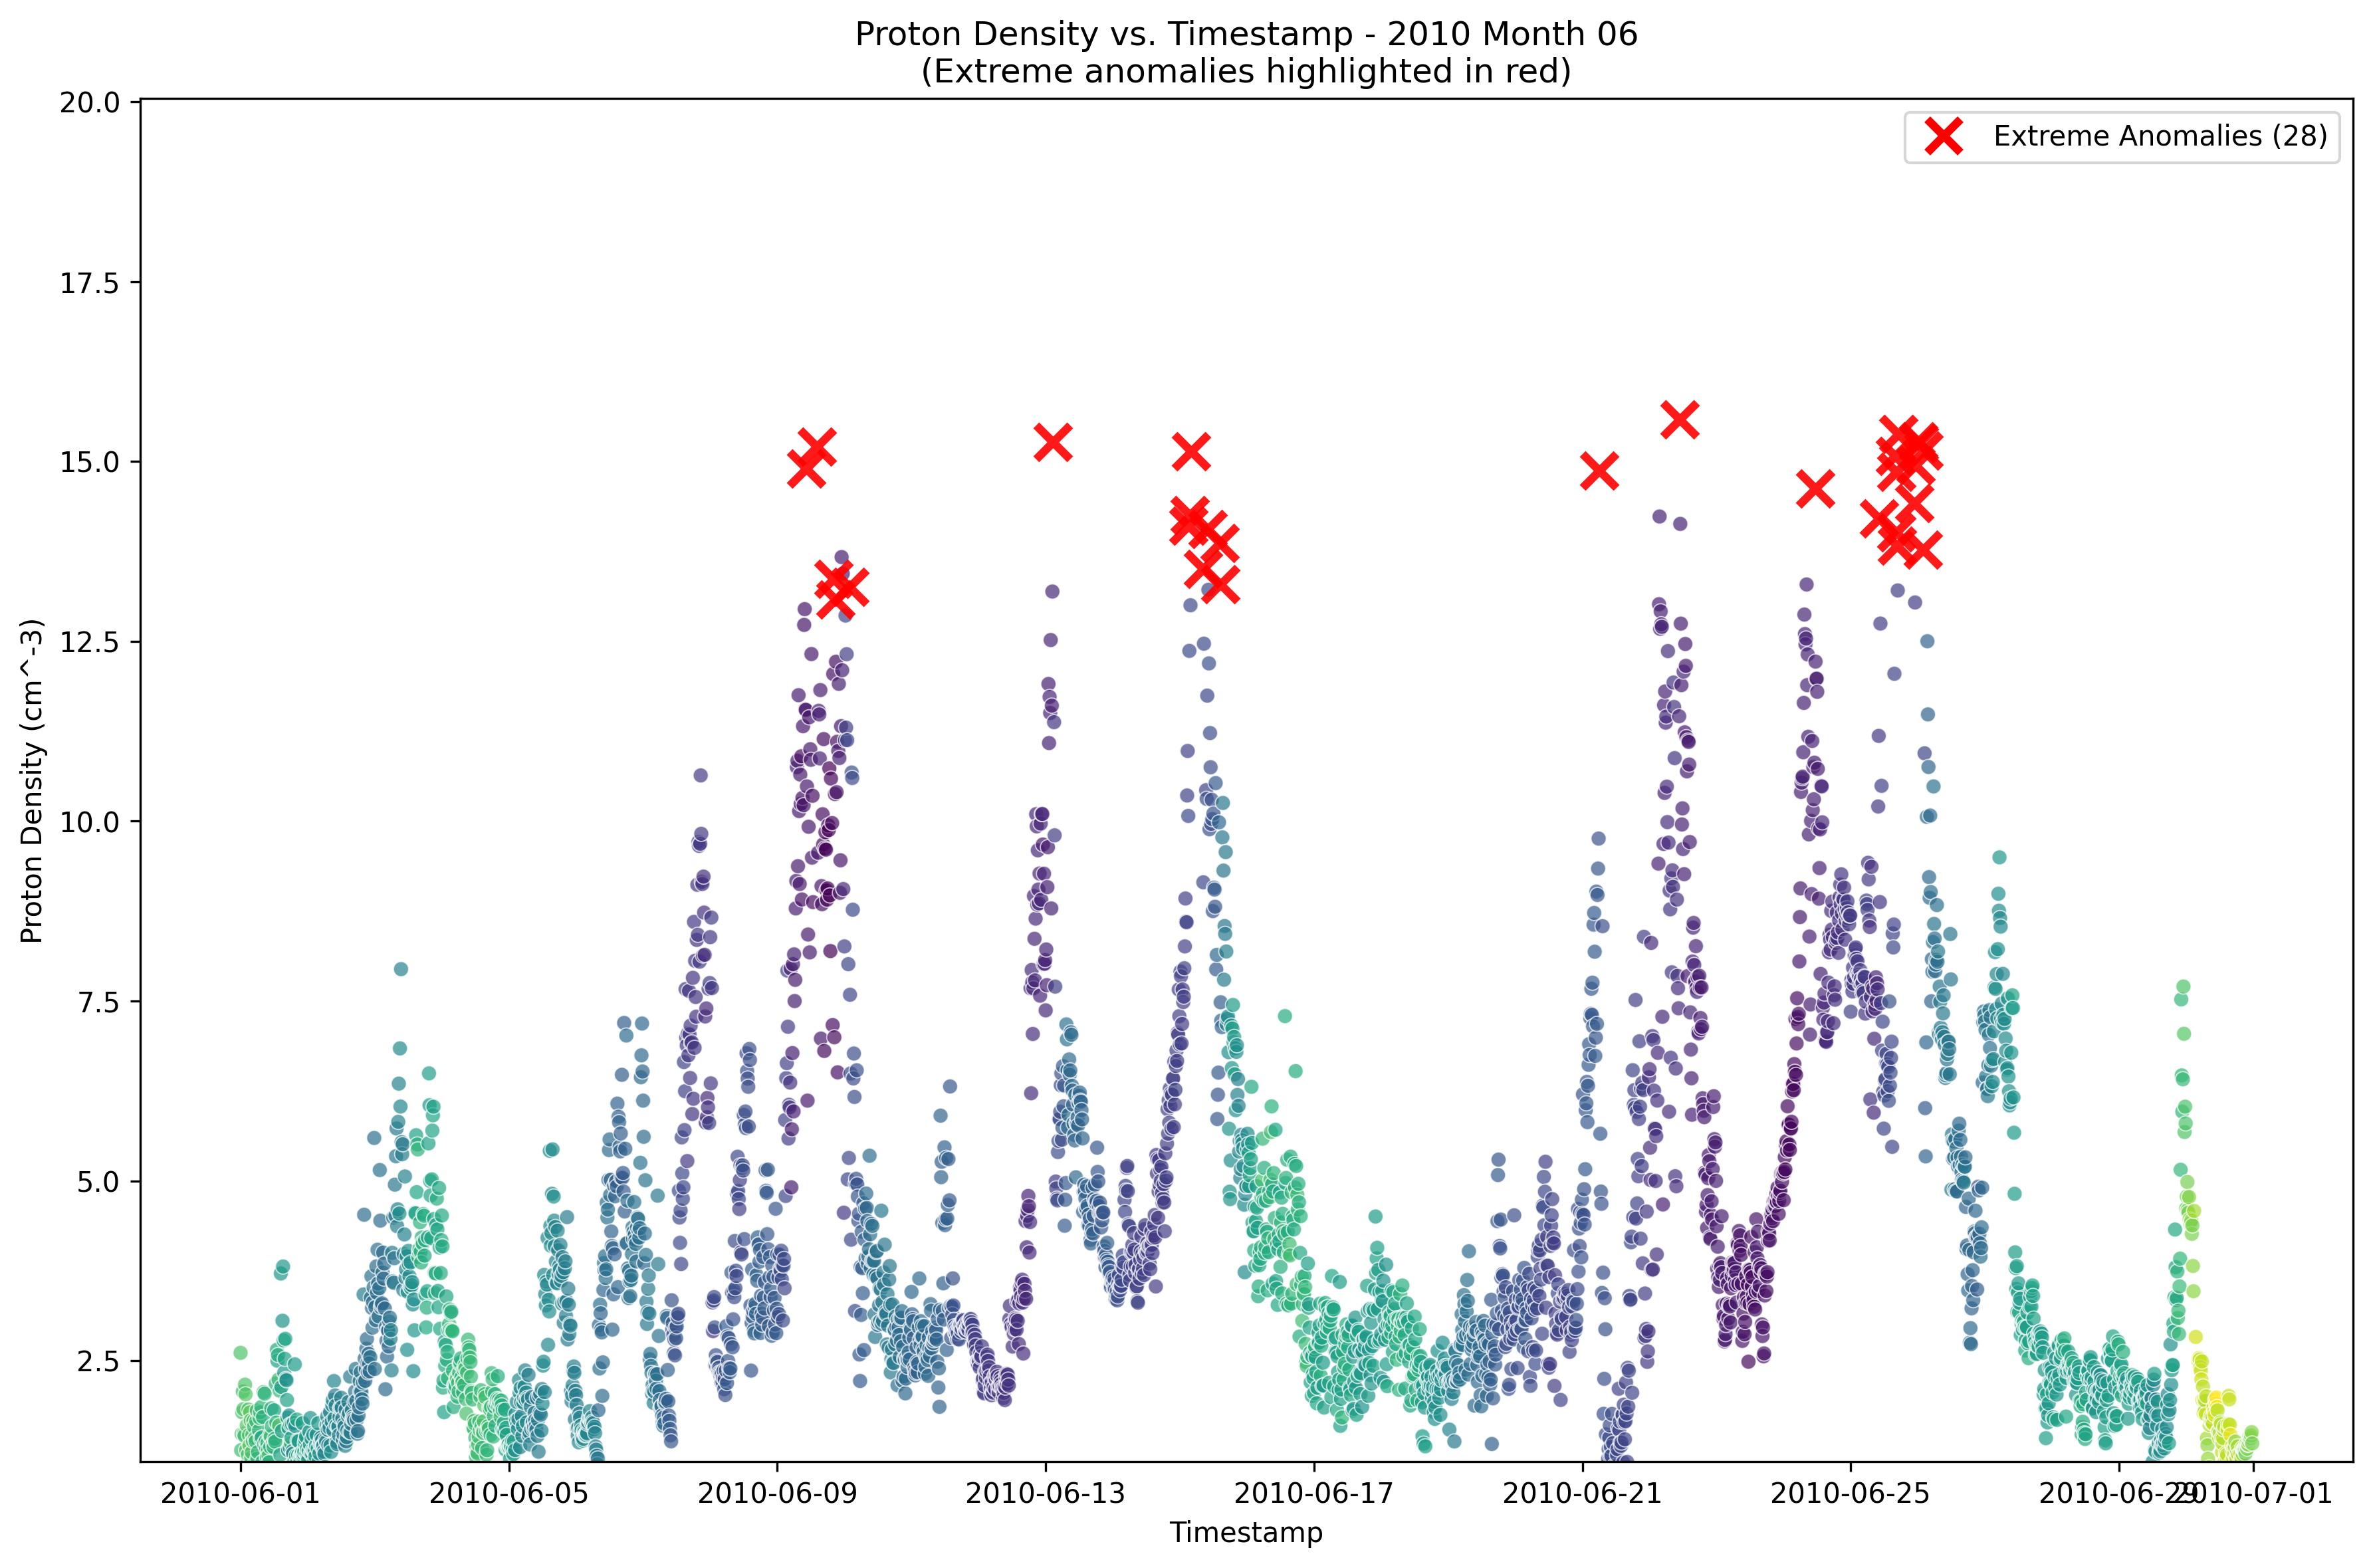 Proton Density vs. Timestamp - 2010 Month 06
(Extreme anomalies highlighted in red)
Extreme Anomalies (28)
Proton Density (cm^-3)
20.0
17.5
15.0
12.5
10.0
7.5
5.0
2.5
2010-06-01 2010-06-05 2010-06-09 2010-06-13 2010-06-17 2010-06-21 2010-06-25 2010-06-29 2010-07-01
Timestamp